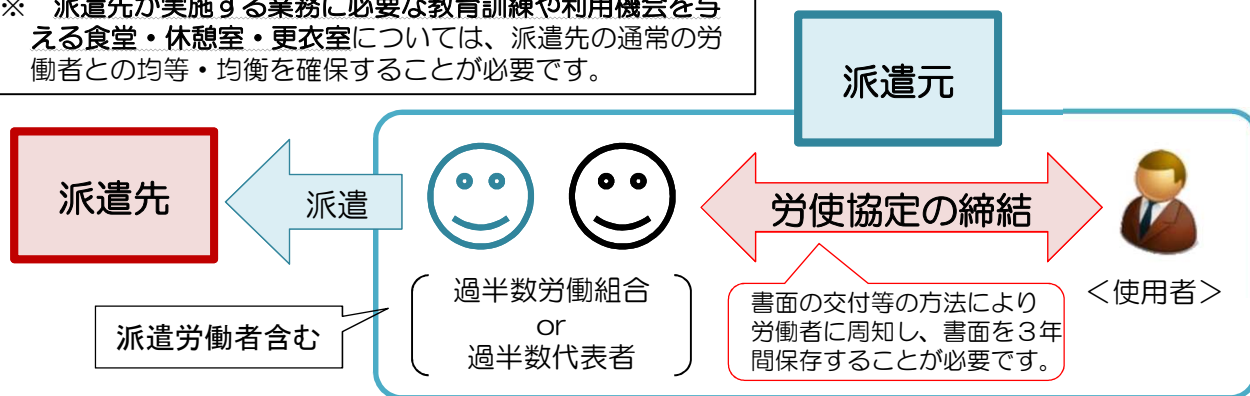 ※ 派遣先が実施する業務に必要な教育訓練や利用機会を与
える食堂・休憩室・更衣室については、派遣先の通常の労
働者との均等・均衡を確保することが必要です。
派遣元
派遣先
派遣
労使協定の締結
過半数労働組合
or
過半数代表者
派遣労働者含む
書面の交付等の方法により
労働者に周知し、書面を３年
間保存することが必要です。
＜使用者＞